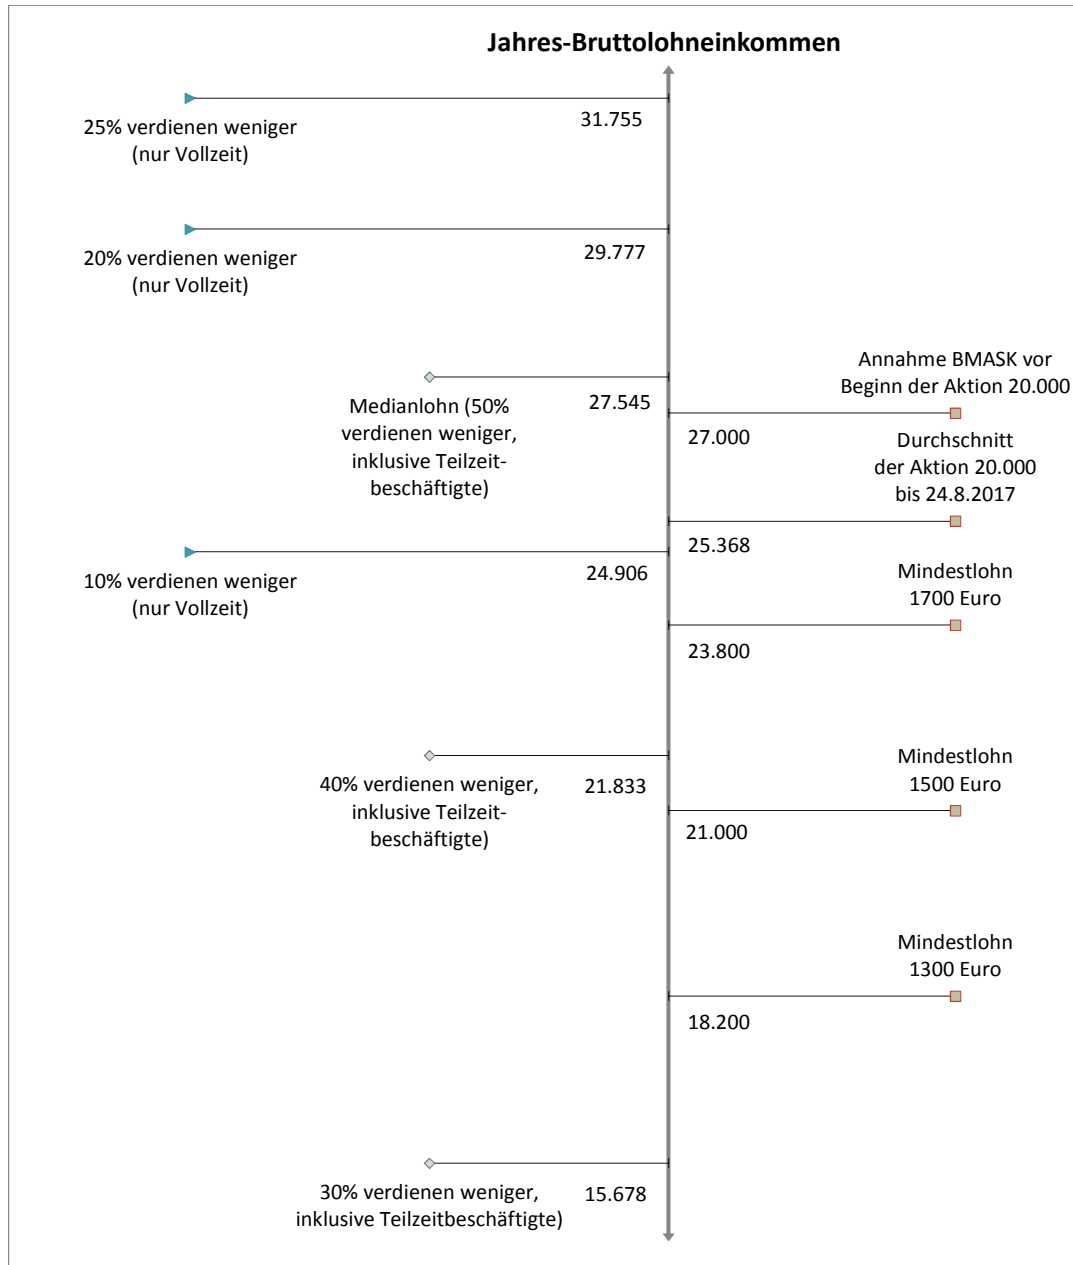 Jahres-Bruttolohneinkommen
31.755
25% verdienen weniger
(nur Vollzeit)
29.777
20% verdienen weniger
(nur Vollzeit)
Annahme BMASK vor
Beginn der Aktion 20.000
27.545
Medianlohn (50%
verdienen weniger,
inklusive Teilzeit-
beschäftigte)
27.000
Durchschnitt
der Aktion 20.000
bis 24.8.2017
25.368
24.906
10% verdienen weniger
(nur Vollzeit)
Mindestlohn
1700 Euro
23.800
Mindestlohn
1500 Euro
21.833
40% verdienen weniger,
inklusive Teilzeit-
beschäftigte)
21.000
Mindestlohn
1300 Euro
18.200
15.678
30% verdienen weniger,
inklusive Teilzeitbeschäftigte)